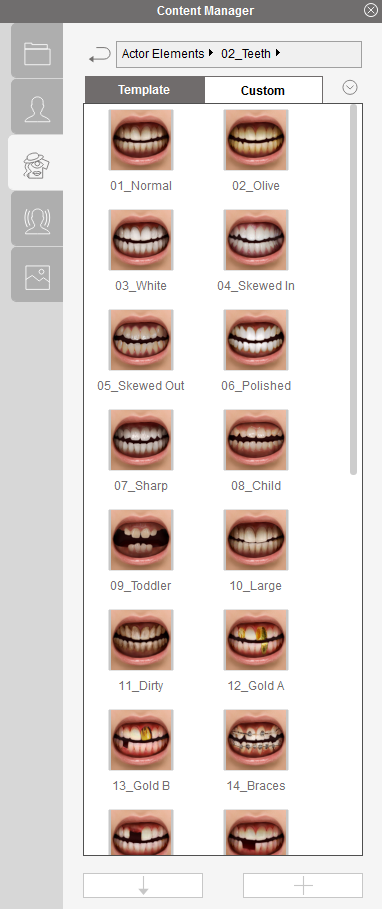 Content Manager
Actor Elements 02_Teeth
Template Custom
01_Normal 02_Olive
03_White 04_Skewed In
05_Skewed Out 06_Polished
07_Sharp 08_Child
09_Toddler 10_Large
11_Dirty 12_Gold A
13_Gold B 14_Braces